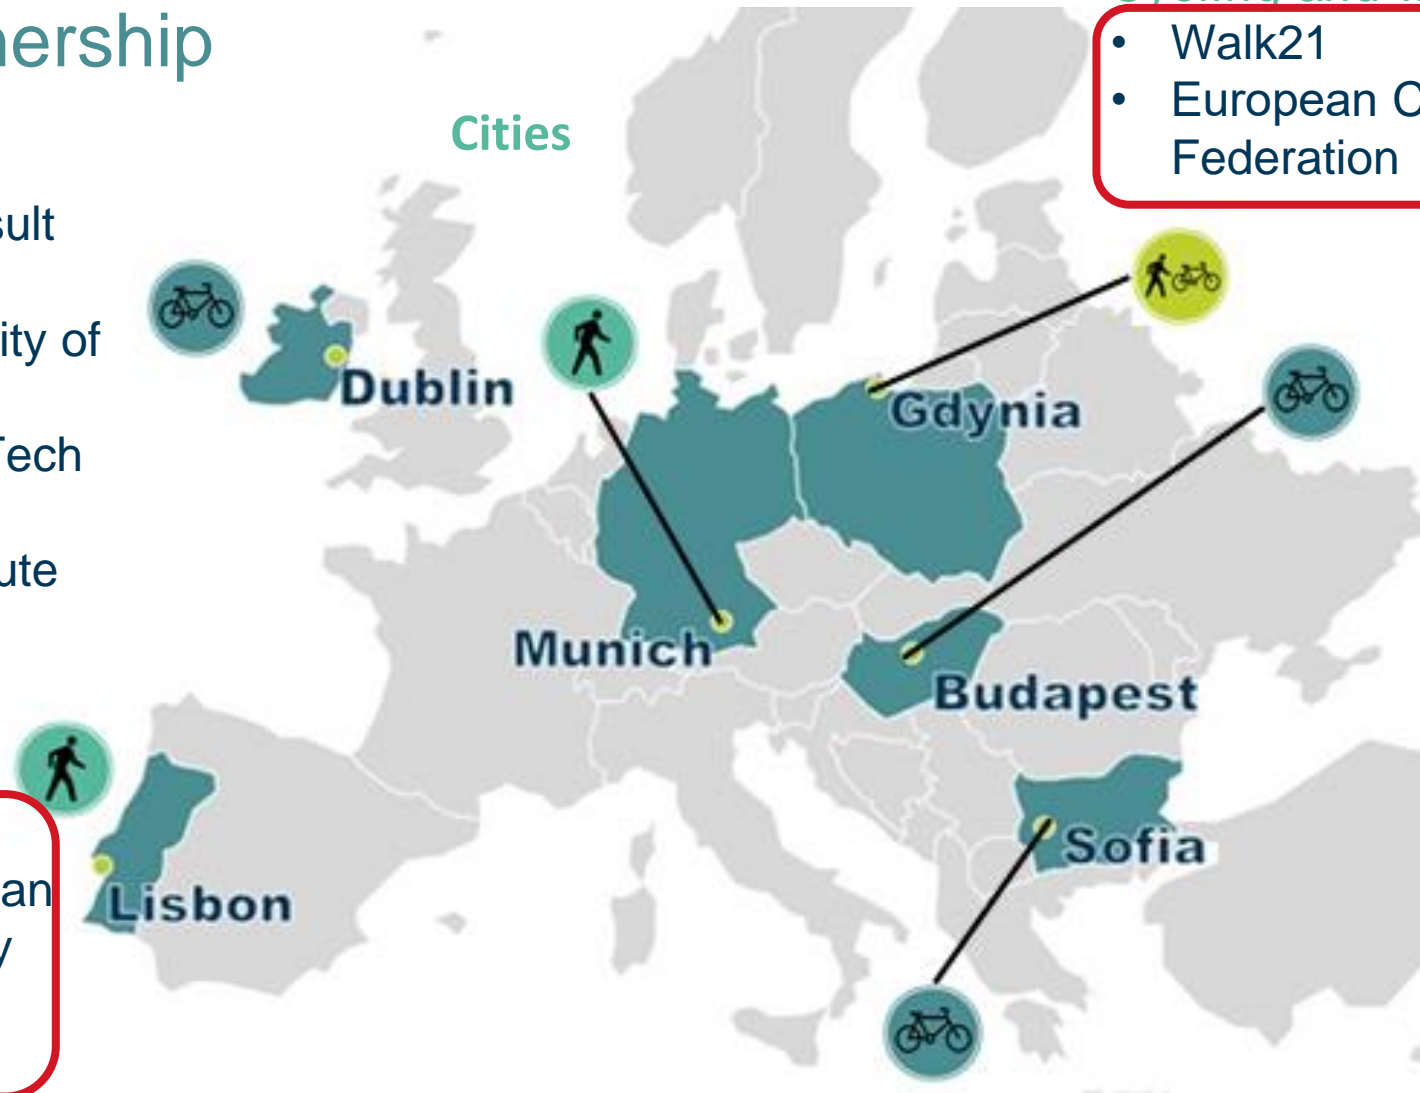 nership
Cities
sult
ity of
Tech
ute
an
y
Walk21
European C
Federation
Dublin
Gdynia
Munich
Budapest
Sofia
Lisbon